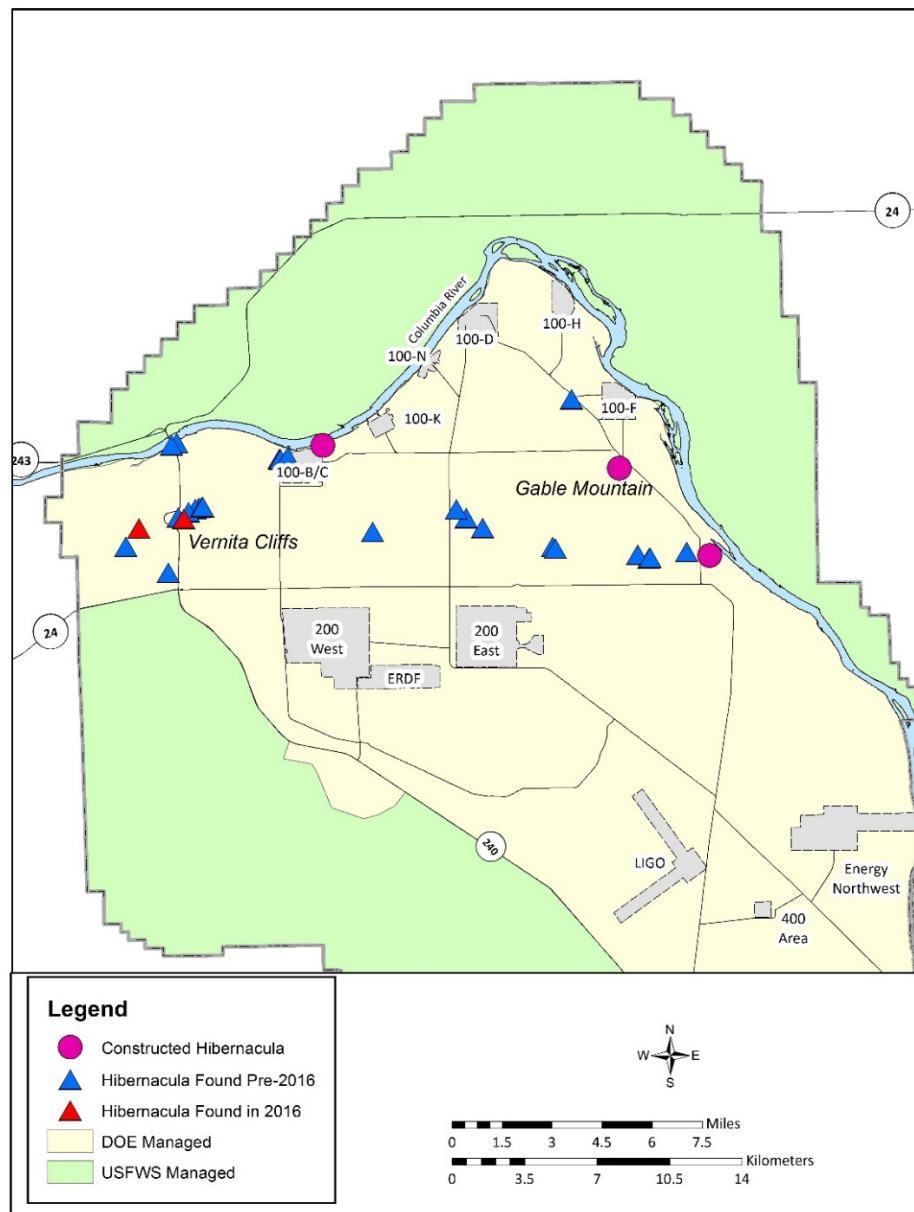 24
Columbia River
100-H
100-D
100-N
100-F
100-K
243
100-B/C
Gable Mountain
Vernita Cliffs
24
200
West
200
East
ERDF
240
LIGO
Energy
Northwest
400
Area
Legend
Constructed Hibernacula
Hibernacula Found Pre-2016
Hibernacula Found in 2016
DOE Managed
USFWS Managed
N
W E
S
Miles
0 1.5 3 4.5 6 7.5
Kilometers
0 3.5 7 10.5 14